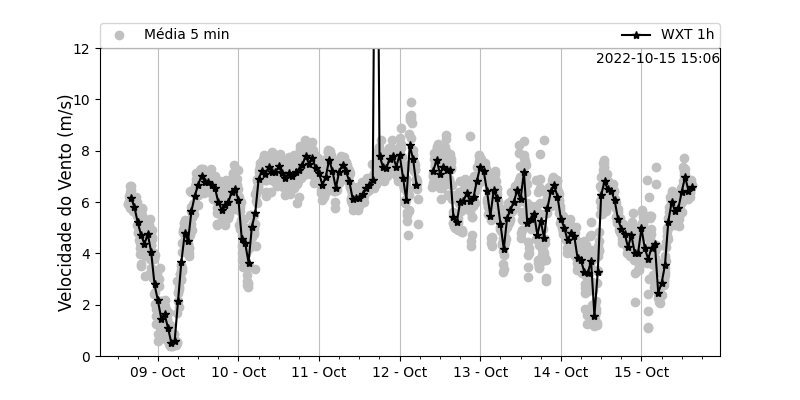 Média 5 min
WXT 1h
2022-10-15 15:06
Velocidade do Vento (m/s)
12
10
8
6
4
2
0
09 - Oct
10 - Oct
11 - Oct
12 - Oct
13 - Oct
14 - Oct
15 - Oct